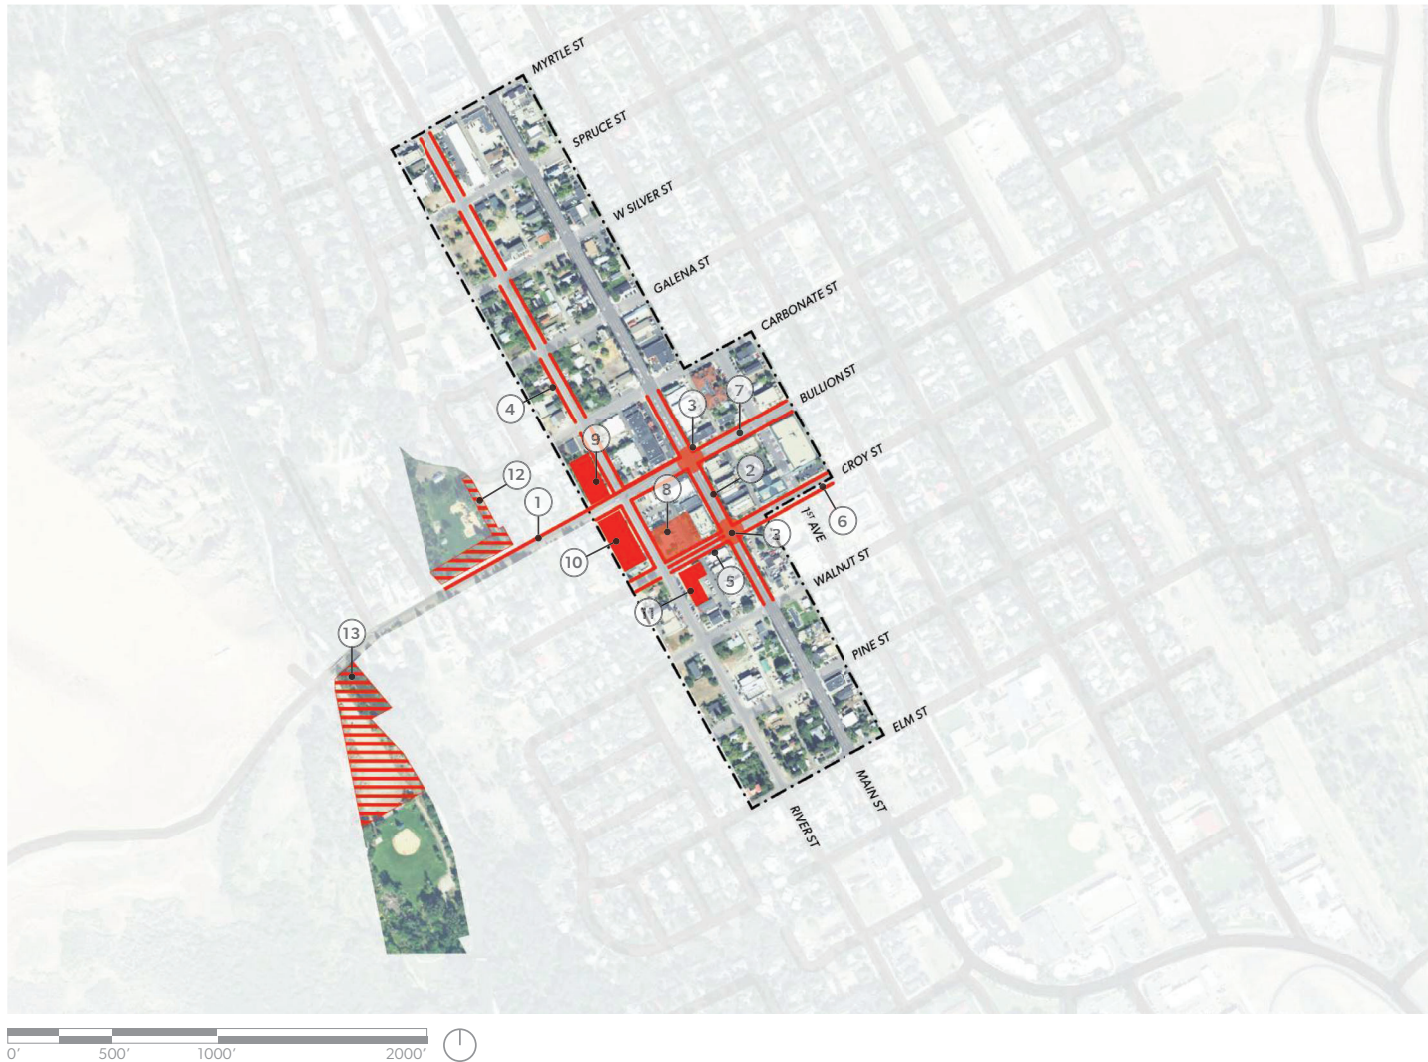 MYRTLE ST
SPRUCE ST
W SILVER ST
GALENA ST
CARBONATE ST
BULLION ST
CROY ST
1ST AVE
WALNUT ST
PINE ST
ELM ST
MAIN ST
RIVER ST
4
9
3
7
12
1
8
2
6
3
10
5
11
13
0' 500' 1000' 2000'